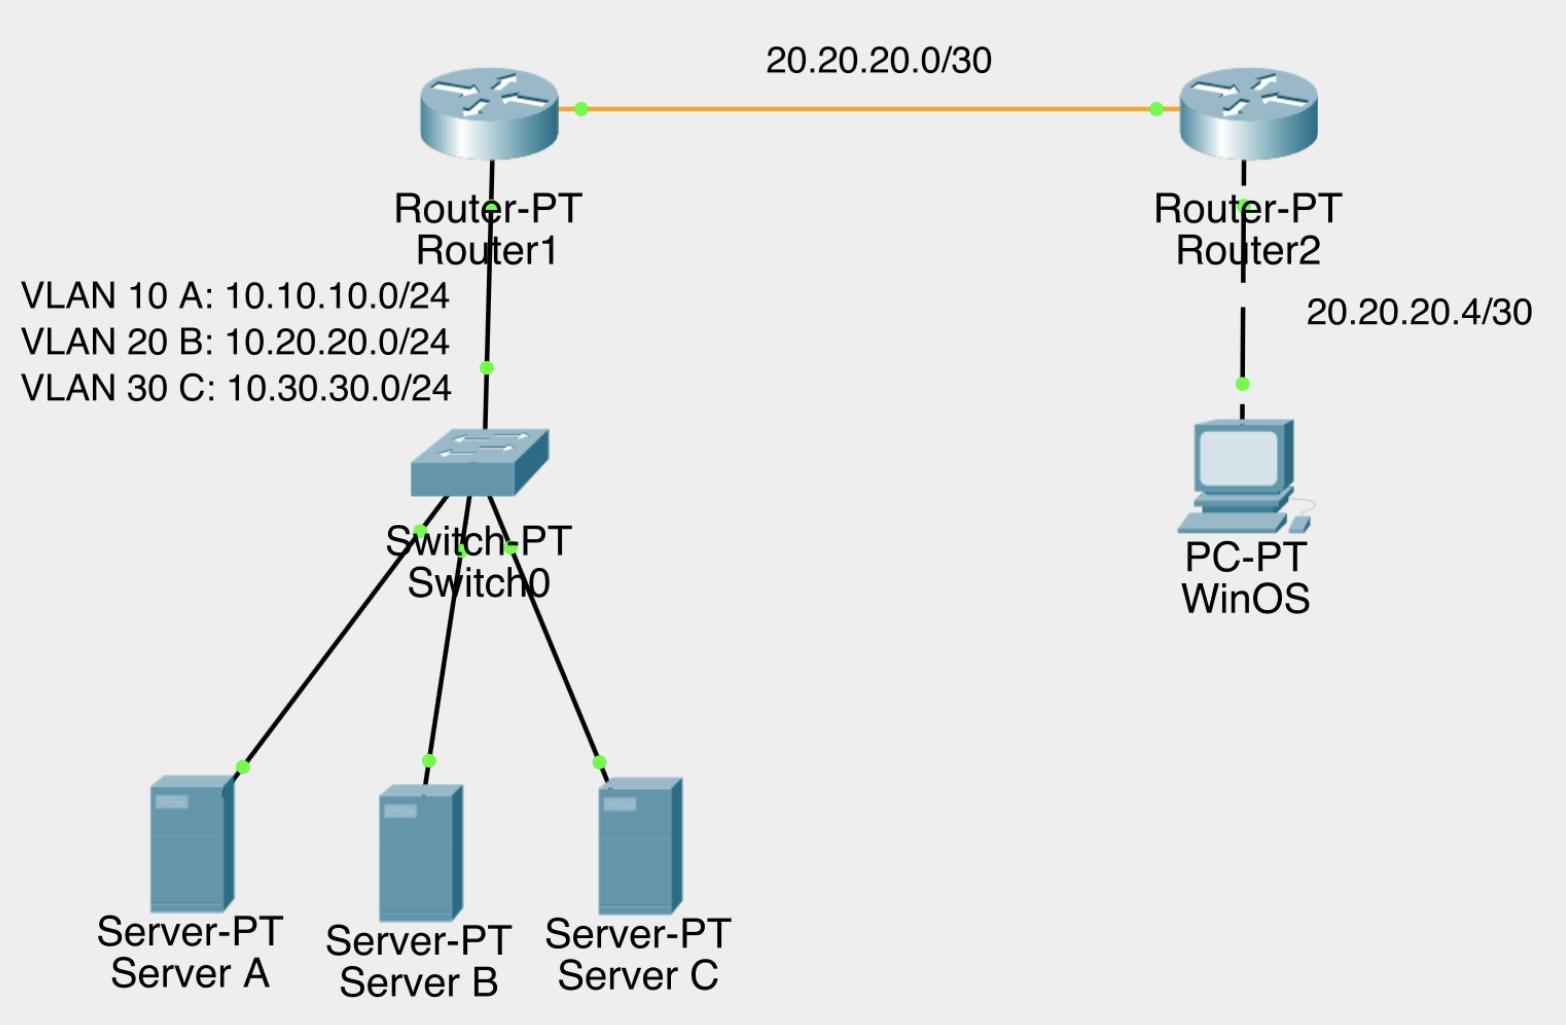 20.20.20.0/30
Router-PT
Router1
Router-PT
Router2
VLAN 10 A: 10.10.10.0/24
VLAN 20 B: 10.20.20.0/24
VLAN 30 C: 10.30.30.0/24
20.20.20.4/30
Switch-PT
Switch0
PC-PT
WinOS
Server-PT
Server A
Server-PT
Server B
Server-PT
Server C